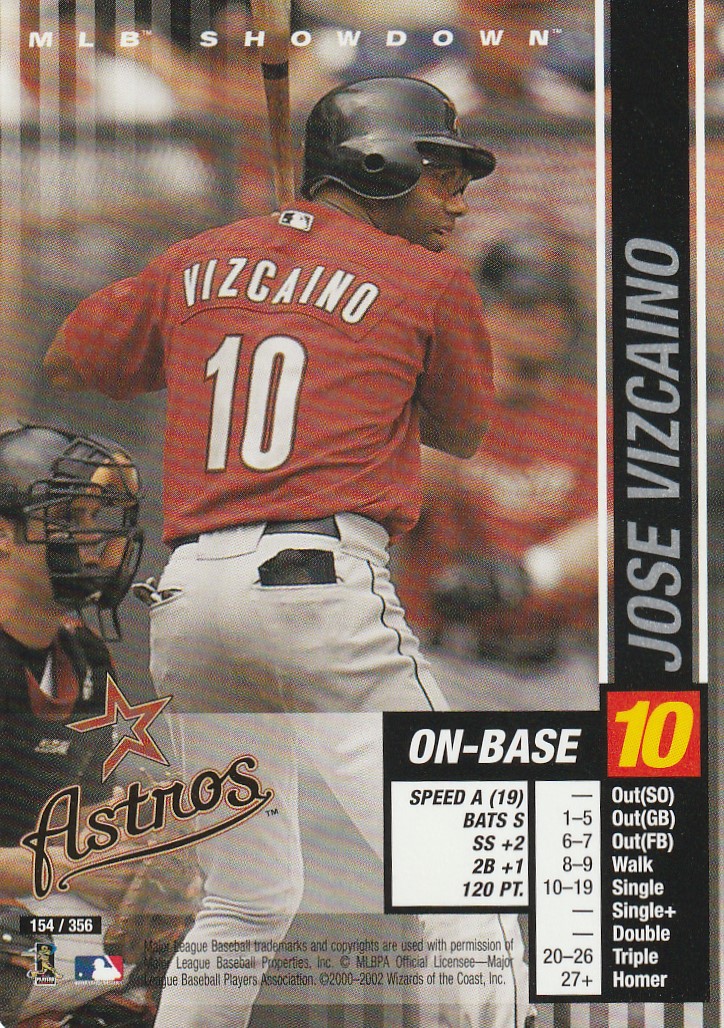 MLB™ SHOWDOWN™
VIZCAINO
10
JOSE VIZCAINO
ON-BASE 10
SPEED A (19)
BATS S
SS +2
2B +1
120 PT.
— Out(SO)
1–5 Out(GB)
6–7 Out(FB)
8–9 Walk
10–19 Single
— Single+
— Double
20–26 Triple
27+ Homer
Astros™
154 / 356
Major League Baseball trademarks and copyrights are used with permission of
Major League Baseball Properties, Inc. © MLBPA Official Licensee—Major
League Baseball Players Association. ©2000–2002 Wizards of the Coast, Inc.